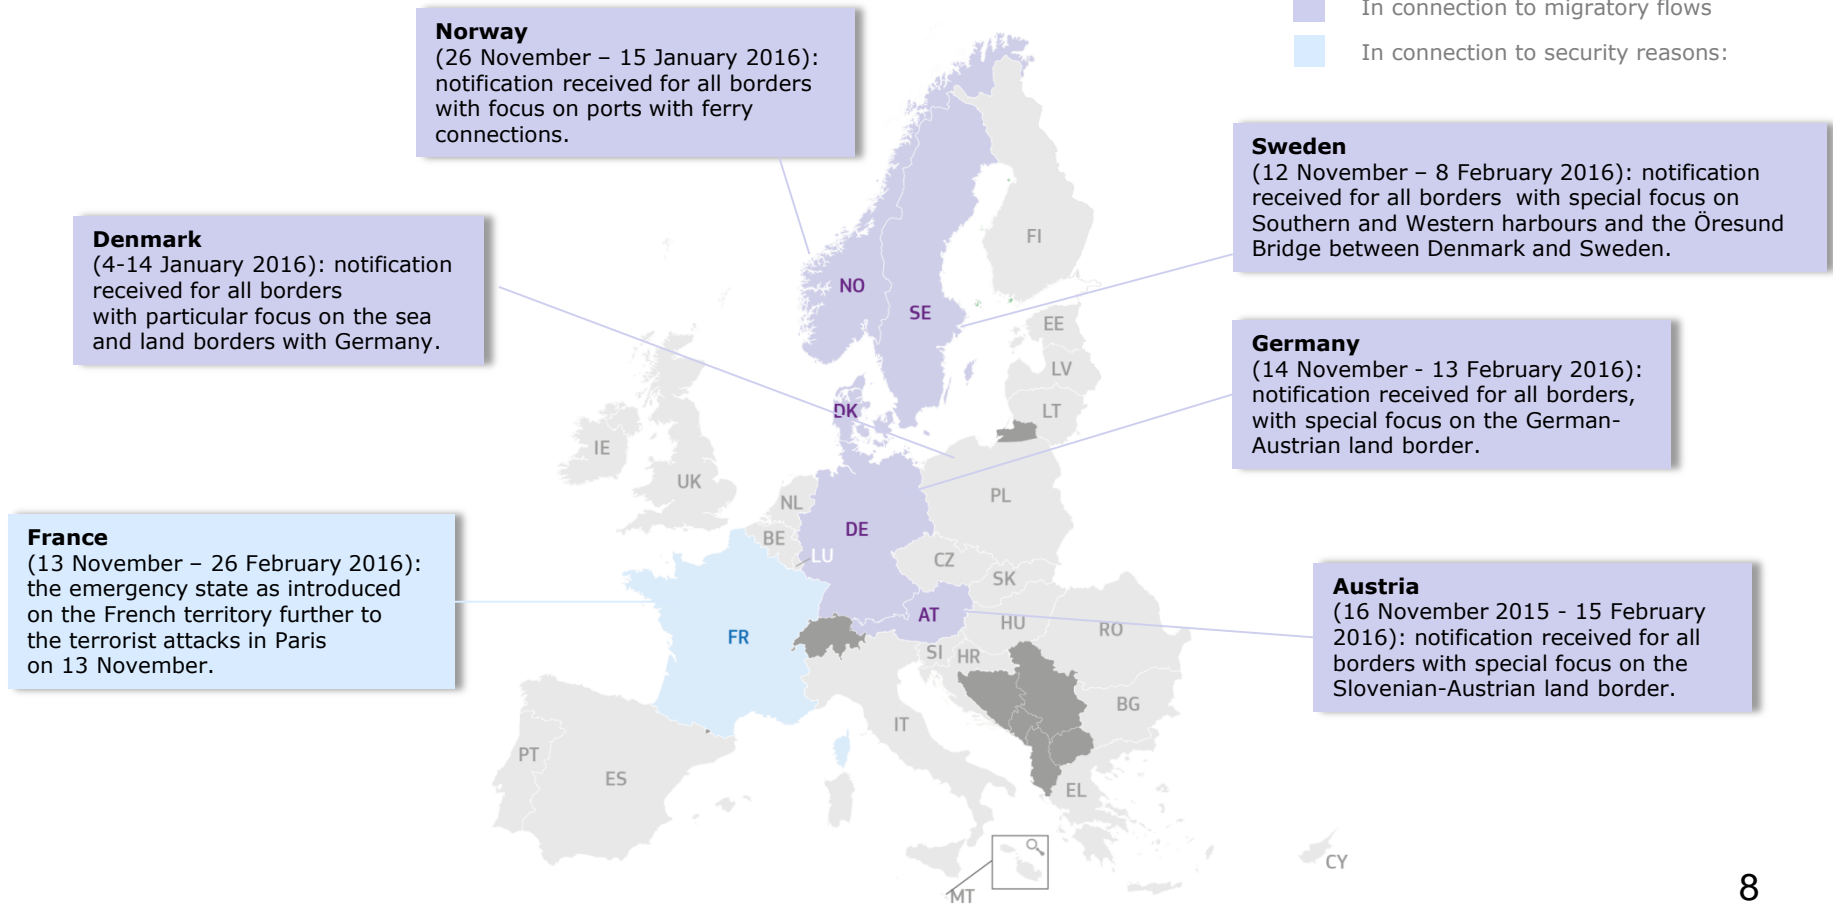 In connection to migratory flows
In connection to security reasons:
Norway
(26 November – 15 January 2016):
notification received for all borders
with focus on ports with ferry
connections.
Sweden
(12 November – 8 February 2016): notification
received for all borders  with special focus on
Southern and Western harbours and the Öresund
Bridge between Denmark and Sweden.
Denmark
(4-14 January 2016): notification
received for all borders
with particular focus on the sea
and land borders with Germany.
Germany
(14 November - 13 February 2016):
notification received for all borders,
with special focus on the German-
Austrian land border.
France
(13 November – 26 February 2016):
the emergency state as introduced
on the French territory further to
the terrorist attacks in Paris
on 13 November.
Austria
(16 November 2015 - 15 February
2016): notification received for all
borders with special focus on the
Slovenian-Austrian land border.
FI
NO
SE
EE
LV
LT
DK
IE
UK
NL
PL
BE
DE
LU
CZ
SK
AT
HU
RO
FR
SI
HR
BG
IT
PT
ES
EL
CY
MT
8